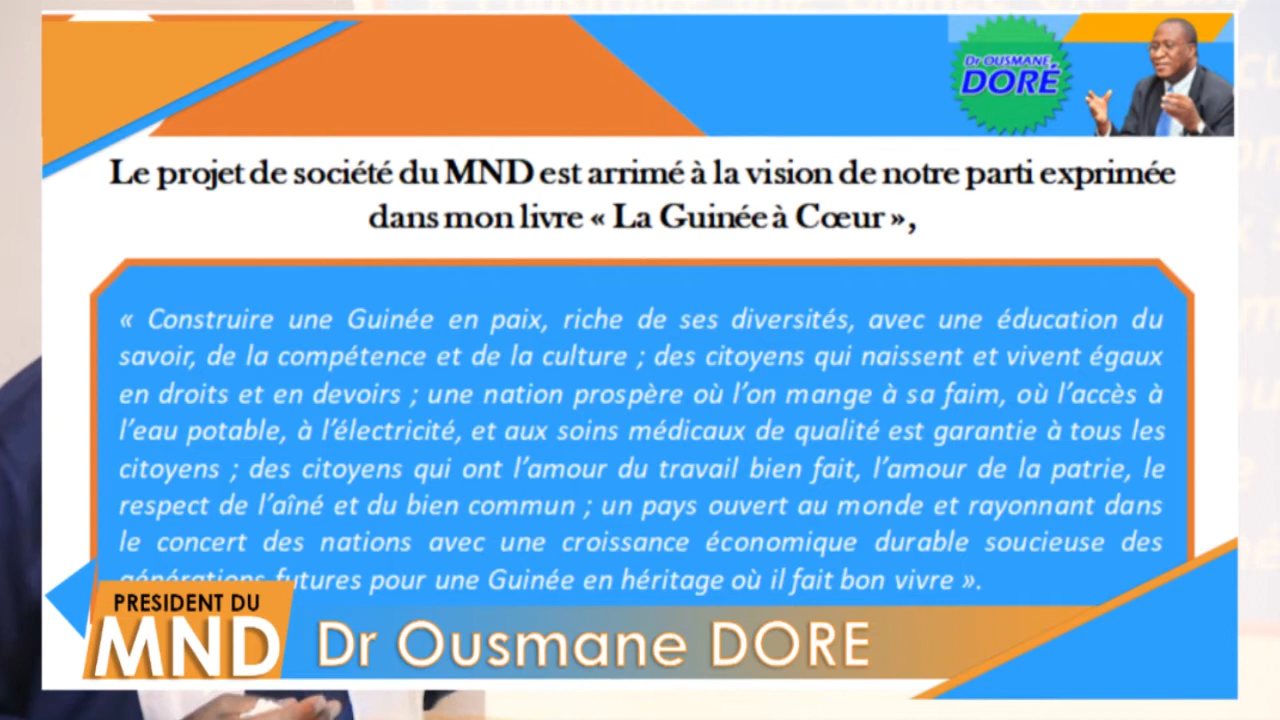 Dr OUSMANE
DORÉ
Le projet de société du MND est arrimé à la vision de notre parti exprimée
dans mon livre « La Guinée à Cœur »,
« Construire une Guinée en paix, riche de ses diversités, avec une éducation du
savoir, de la compétence et de la culture ; des citoyens qui naissent et vivent égaux
en droits et en devoirs ; une nation prospère où l’on mange à sa faim, où l’accès à
l’eau potable, à l’électricité, et aux soins médicaux de qualité est garantie à tous les
citoyens ; des citoyens qui ont l’amour du travail bien fait, l’amour de la patrie, le
respect de l’aîné et du bien commun ; un pays ouvert au monde et rayonnant dans
le concert des nations avec une croissance économique durable soucieuse des
générations futures pour une Guinée en héritage où il fait bon vivre ».
PRESIDENT DU
MND
Dr Ousmane DORE